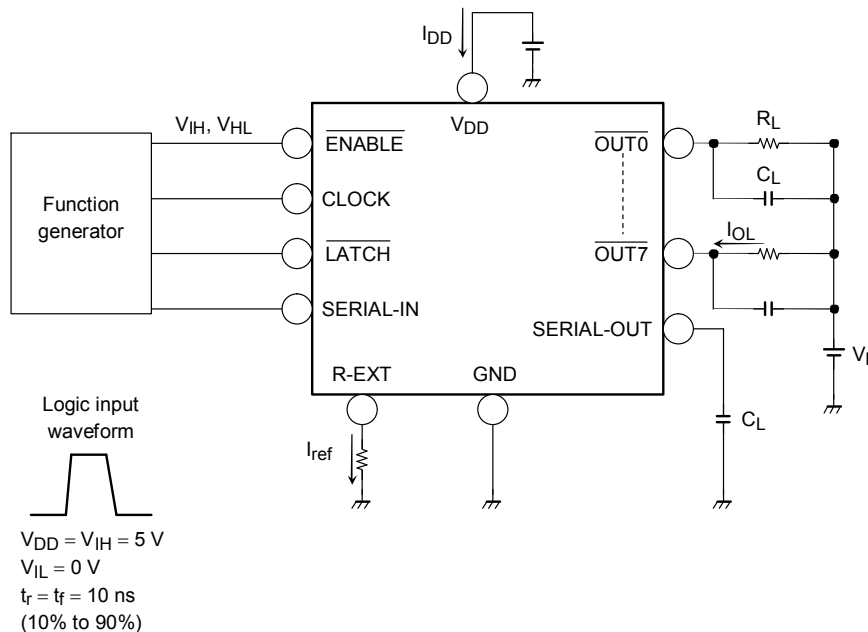 I_DD
V_DD
V_IH, V_HL
Function
generator
ENABLE
CLOCK
LATCH
SERIAL-IN
OUT0
OUT7
SERIAL-OUT
R-EXT
GND
R_L
C_L
I_OL
C_L
I_ref
Logic input
waveform
V_DD = V_IH = 5 V
V_IL = 0 V
t_r = t_f = 10 ns
(10% to 90%)